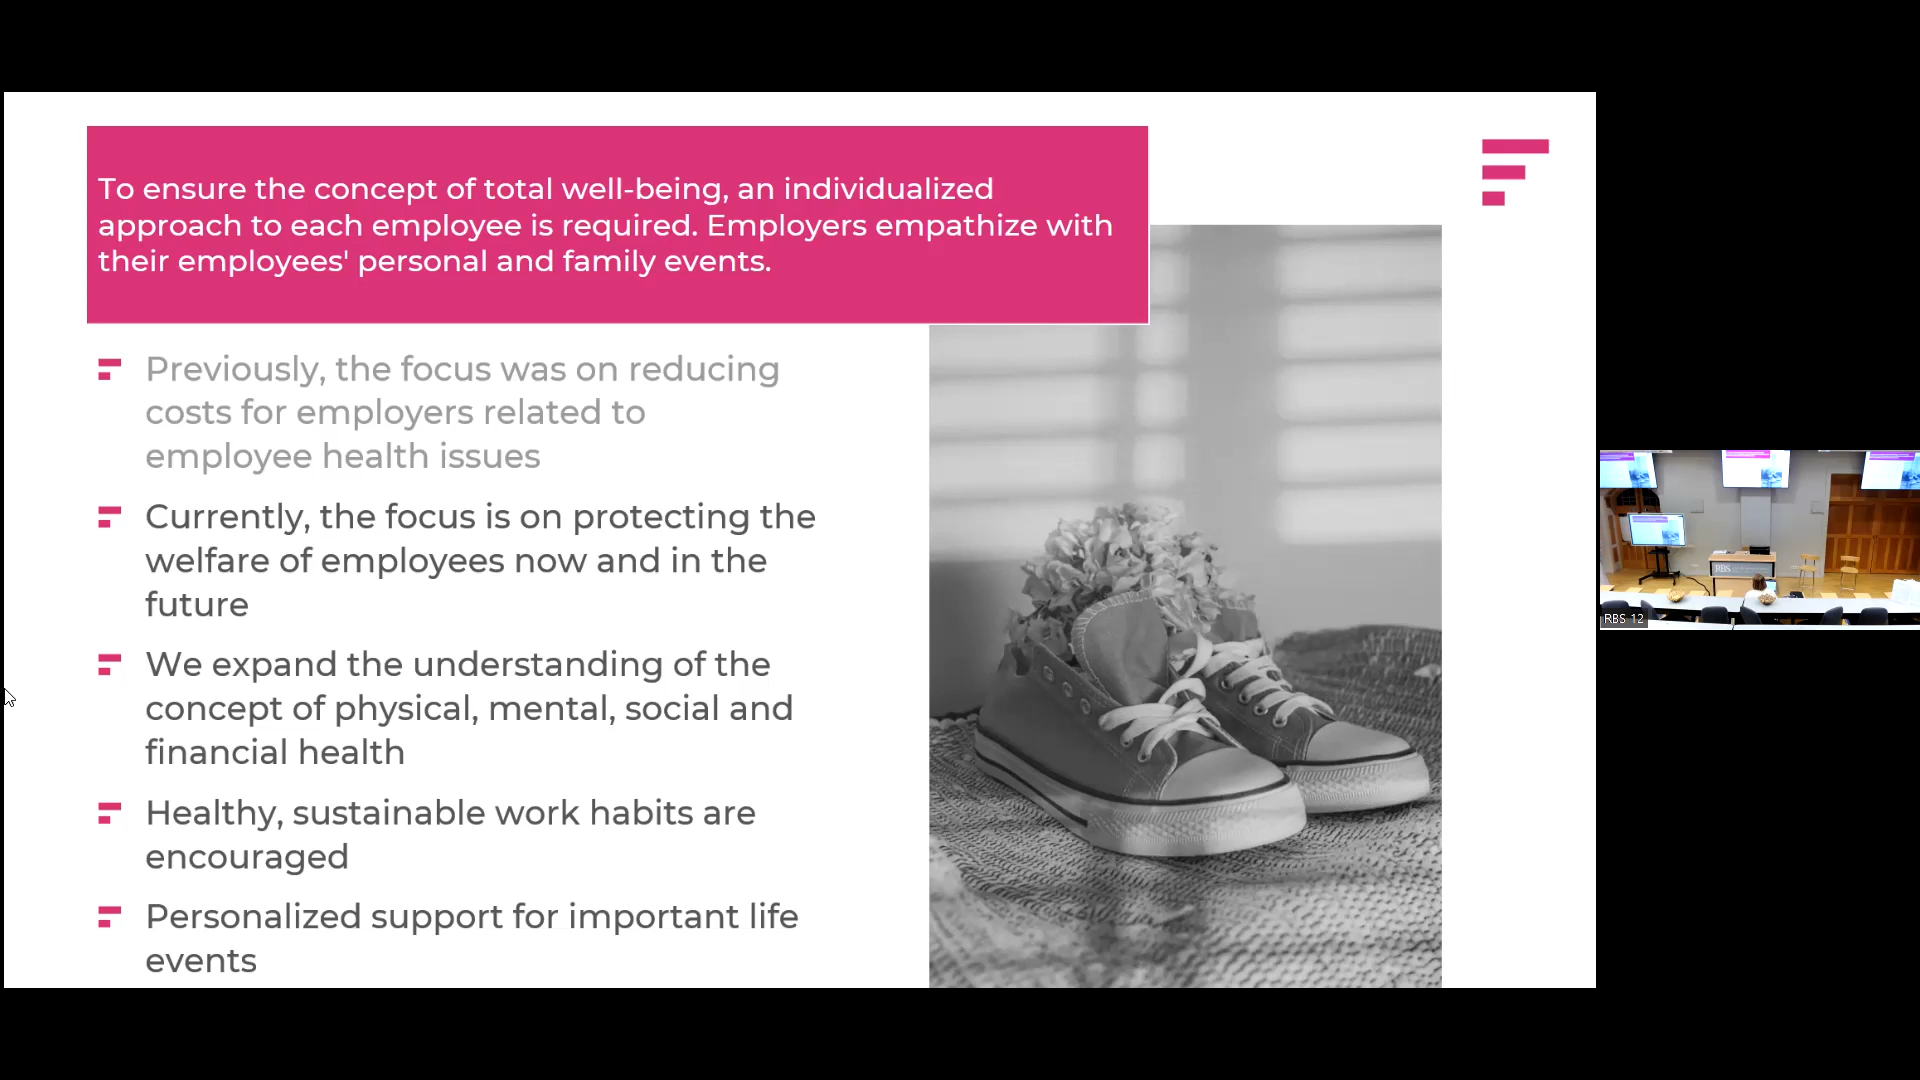 To ensure the concept of total well-being, an individualized
approach to each employee is required. Employers empathize with
their employees' personal and family events.
Previously, the focus was on reducing
costs for employers related to
employee health issues
Currently, the focus is on protecting the
welfare of employees now and in the
future
We expand the understanding of the
concept of physical, mental, social and
financial health
Healthy, sustainable work habits are
encouraged
Personalized support for important life
events
RBS
RBS 12